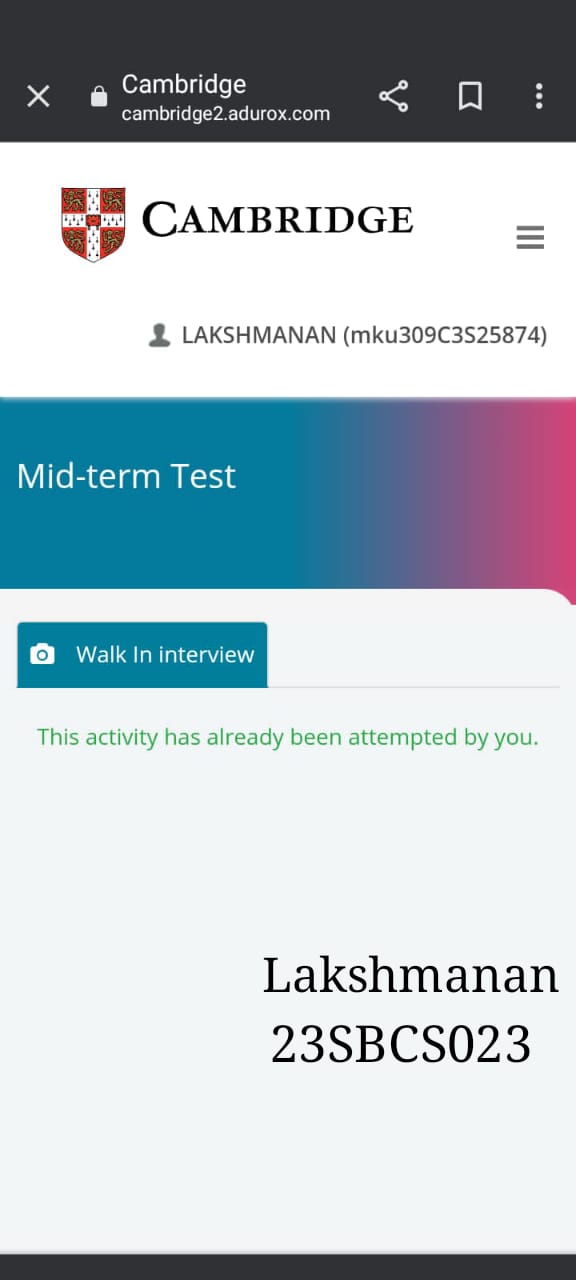 Cambridge
cambridge2.adurox.com
CAMBRIDGE
LAKSHMANAN (mku309C3S25874)
Mid-term Test
Walk In interview
This activity has already been attempted by you.
Lakshmanan
23SBCS023